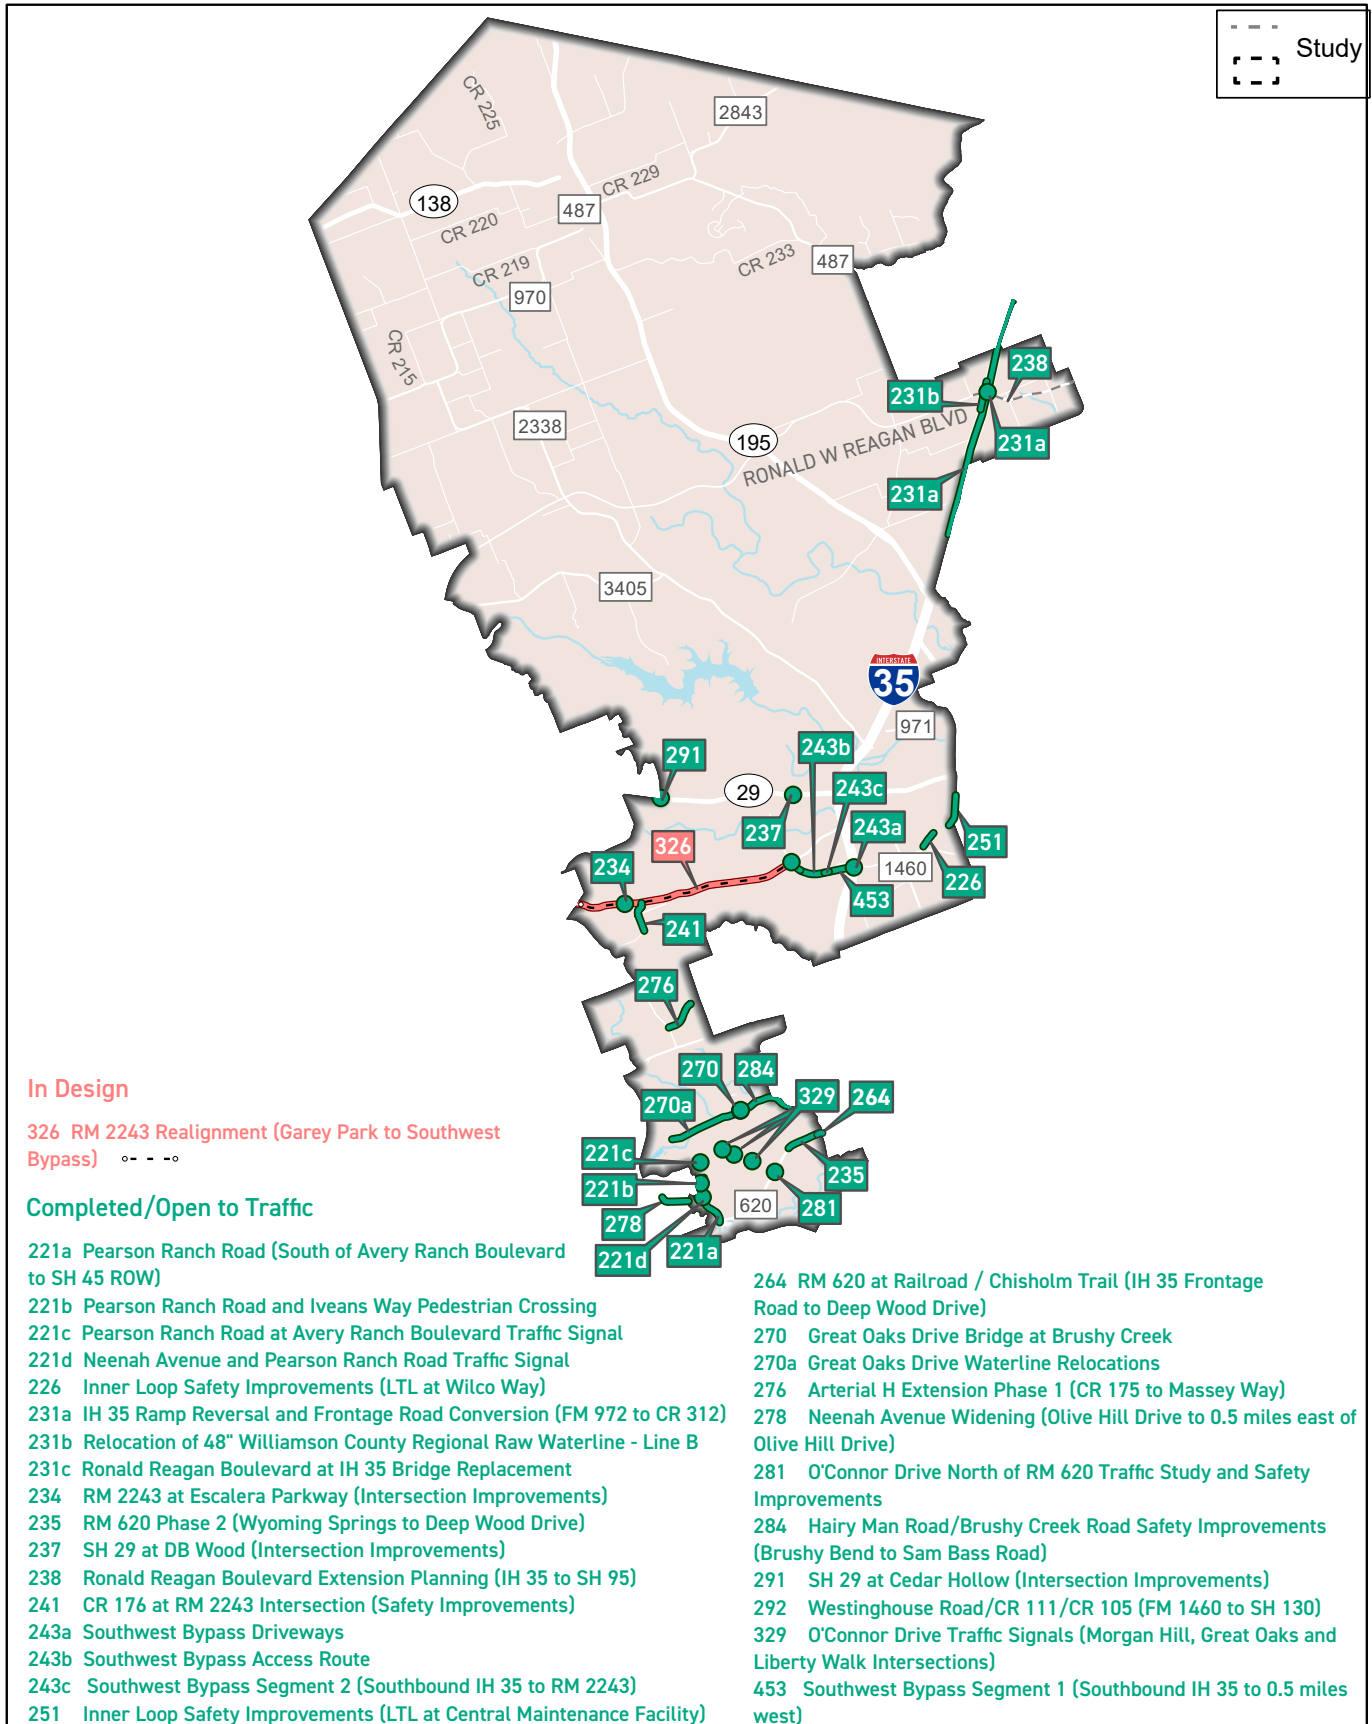 Study
CR 225
2843
138
CR 229
487
CR 220
CR 219
CR 233
487
970
CR 215
238
231b
2338
195
RONALD W REAGAN BLVD
231a
231a
3405
INTERSTATE
35
971
291
243b
29
243c
237
243a
326
251
234
1460
226
453
241
276
270
284
270a
329
264
221c
235
221b
620
281
278
221d
221a
In Design
326 RM 2243 Realignment (Garey Park to Southwest
Bypass)
Completed/Open to Traffic
221a Pearson Ranch Road (South of Avery Ranch Boulevard
to SH 45 ROW)
221b Pearson Ranch Road and Iveans Way Pedestrian Crossing
221c Pearson Ranch Road at Avery Ranch Boulevard Traffic Signal
221d Neenah Avenue and Pearson Ranch Road Traffic Signal
226 Inner Loop Safety Improvements (LTL at Wilco Way)
231a IH 35 Ramp Reversal and Frontage Road Conversion (FM 972 to CR 312)
231b Relocation of 48" Williamson County Regional Raw Waterline - Line B
231c Ronald Reagan Boulevard at IH 35 Bridge Replacement
234 RM 2243 at Escalera Parkway (Intersection Improvements)
235 RM 620 Phase 2 (Wyoming Springs to Deep Wood Drive)
237 SH 29 at DB Wood (Intersection Improvements)
238 Ronald Reagan Boulevard Extension Planning (IH 35 to SH 95)
241 CR 176 at RM 2243 Intersection (Safety Improvements)
243a Southwest Bypass Driveways
243b Southwest Bypass Access Route
243c Southwest Bypass Segment 2 (Southbound IH 35 to RM 2243)
251 Inner Loop Safety Improvements (LTL at Central Maintenance Facility)
264 RM 620 at Railroad / Chisholm Trail (IH 35 Frontage
Road to Deep Wood Drive)
270 Great Oaks Drive Bridge at Brushy Creek
270a Great Oaks Drive Waterline Relocations
276 Arterial H Extension Phase 1 (CR 175 to Massey Way)
278 Neenah Avenue Widening (Olive Hill Drive to 0.5 miles east of
Olive Hill Drive)
281 O'Connor Drive North of RM 620 Traffic Study and Safety
Improvements
284 Hairy Man Road/Brushy Creek Road Safety Improvements
(Brushy Bend to Sam Bass Road)
291 SH 29 at Cedar Hollow (Intersection Improvements)
292 Westinghouse Road/CR 111/CR 105 (FM 1460 to SH 130)
329 O'Connor Drive Traffic Signals (Morgan Hill, Great Oaks and
Liberty Walk Intersections)
453 Southwest Bypass Segment 1 (Southbound IH 35 to 0.5 miles
west)